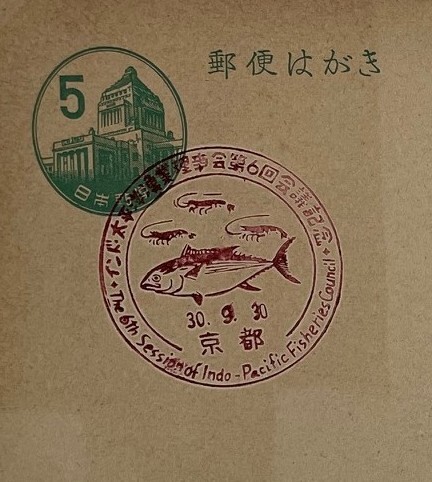 郵便はがき
5
日本
インド・太平洋漁業理事会第6回会議記念
30. 9. 30
京都
The 6th Session of Indo-Pacific Fisheries Council